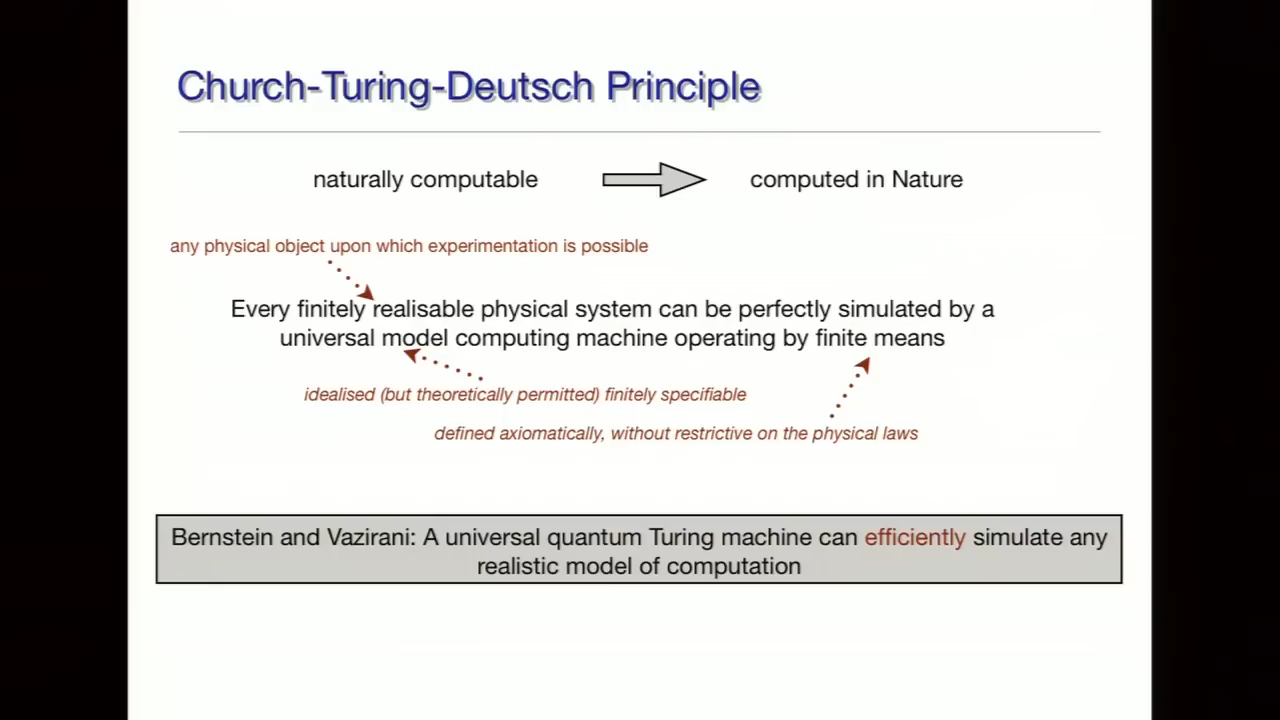 Church-Turing-Deutsch Principle
naturally computable
computed in Nature
any physical object upon which experimentation is possible
Every finitely realisable physical system can be perfectly simulated by a
universal model computing machine operating by finite means
idealised (but theoretically permitted) finitely specifiable
defined axiomatically, without restrictive on the physical laws
Bernstein and Vazirani: A universal quantum Turing machine can efficiently simulate any
realistic model of computation